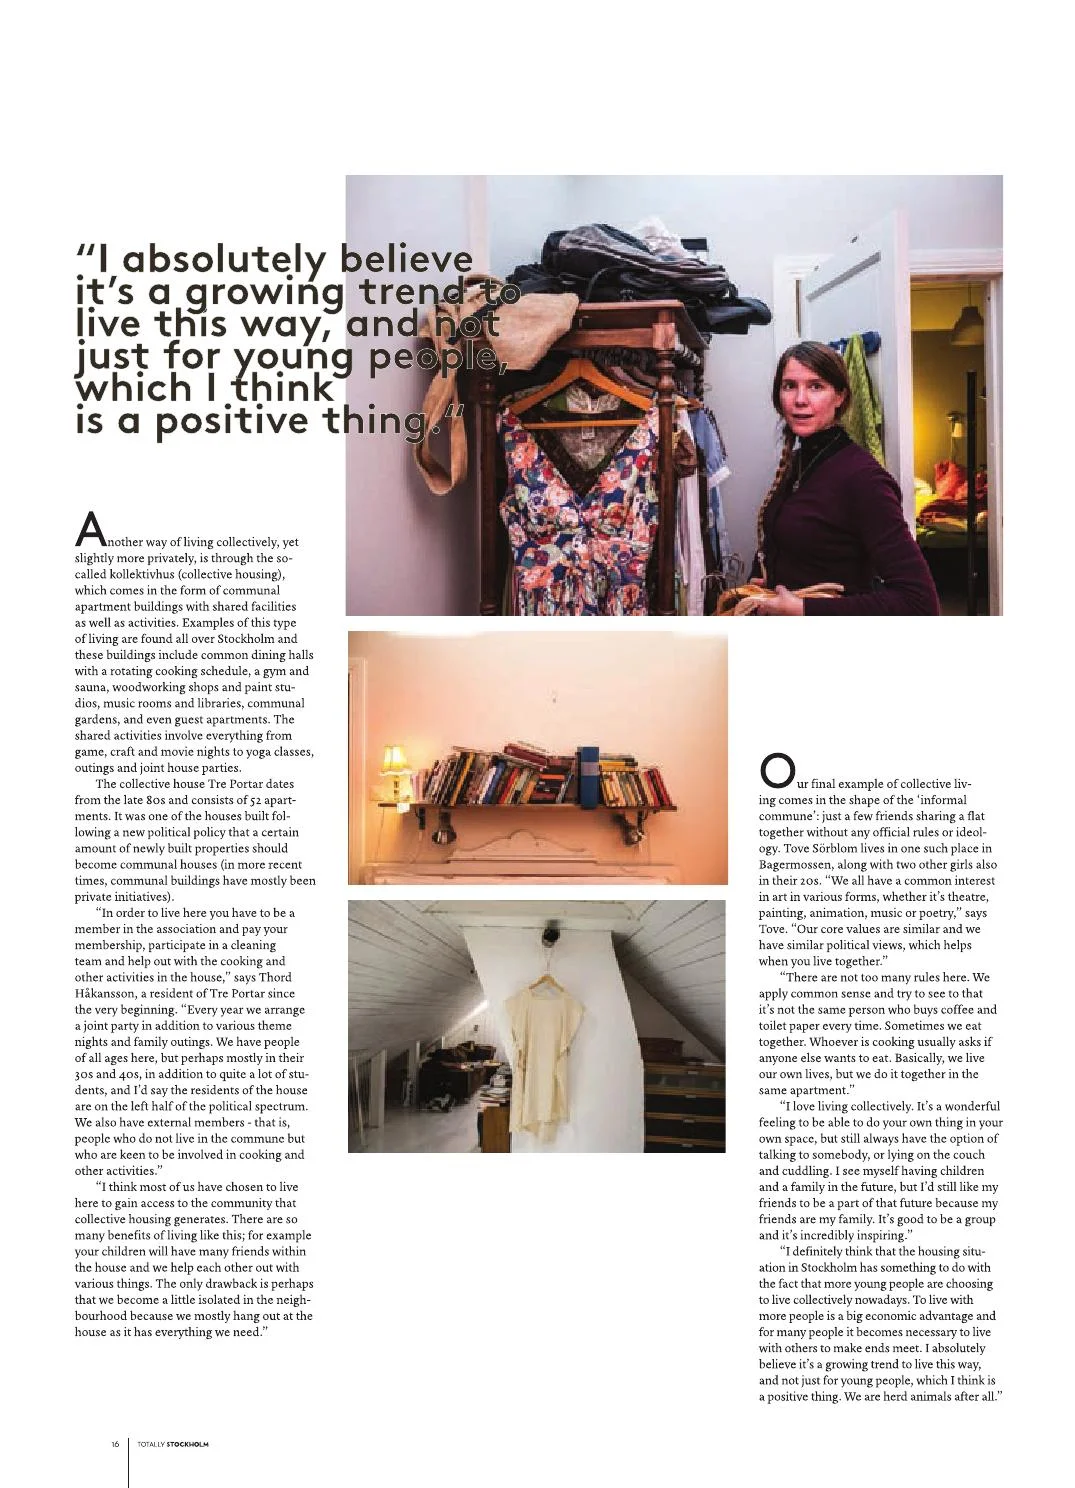 “I absolutely believe
it’s a growing trend to
live this way, and not
just for young people,
which I think
is a positive thing.“
Another way of living collectively, yet
slightly more privately, is through the so-
called kollektivhus (collective housing),
which comes in the form of communal
apartment buildings with shared facilities
as well as activities. Examples of this type
of living are found all over Stockholm and
these buildings include common dining halls
with a rotating cooking schedule, a gym and
sauna, woodworking shops and paint stu-
dios, music rooms and libraries, communal
gardens, and even guest apartments. The
shared activities involve everything from
game, craft and movie nights to yoga classes,
outings and joint house parties.
The collective house Tre Portar dates
from the late 80s and consists of 52 apart-
ments. It was one of the houses built fol-
lowing a new political policy that a certain
amount of newly built properties should
become communal houses (in more recent
times, communal buildings have mostly been
private initiatives).
“In order to live here you have to be a
member in the association and pay your
membership, participate in a cleaning
team and help out with the cooking and
other activities in the house,” says Thord
Håkansson, a resident of Tre Portar since
the very beginning. “Every year we arrange
a joint party in addition to various theme
nights and family outings. We have people
of all ages here, but perhaps mostly in their
30s and 40s, in addition to quite a lot of stu-
dents, and I’d say the residents of the house
are on the left half of the political spectrum.
We also have external members - that is,
people who do not live in the commune but
who are keen to be involved in cooking and
other activities.”
“I think most of us have chosen to live
here to gain access to the community that
collective housing generates. There are so
many benefits of living like this; for example
your children will have many friends within
the house and we help each other out with
various things. The only drawback is perhaps
that we become a little isolated in the neigh-
bourhood because we mostly hang out at the
house as it has everything we need.”
Our final example of collective liv-
ing comes in the shape of the ‘informal
commune’: just a few friends sharing a flat
together without any official rules or ideol-
ogy. Tove Sörblom lives in one such place in
Bagermossen, along with two other girls also
in their 20s. “We all have a common interest
in art in various forms, whether it’s theatre,
painting, animation, music or poetry,” says
Tove. “Our core values are similar and we
have similar political views, which helps
when you live together.”
“There are not too many rules here. We
apply common sense and try to see to that
it’s not the same person who buys coffee and
toilet paper every time. Sometimes we eat
together. Whoever is cooking usually asks if
anyone else wants to eat. Basically, we live
our own lives, but we do it together in the
same apartment.”
“I love living collectively. It’s a wonderful
feeling to be able to do your own thing in your
own space, but still always have the option of
talking to somebody, or lying on the couch
and cuddling. I see myself having children
and a family in the future, but I’d still like my
friends to be a part of that future because my
friends are my family. It’s good to be a group
and it’s incredibly inspiring.”
“I definitely think that the housing situ-
ation in Stockholm has something to do with
the fact that more young people are choosing
to live collectively nowadays. To live with
more people is a big economic advantage and
for many people it becomes necessary to live
with others to make ends meet. I absolutely
believe it’s a growing trend to live this way,
and not just for young people, which I think is
a positive thing. We are herd animals after all.”
16 TOTALLY STOCKHOLM